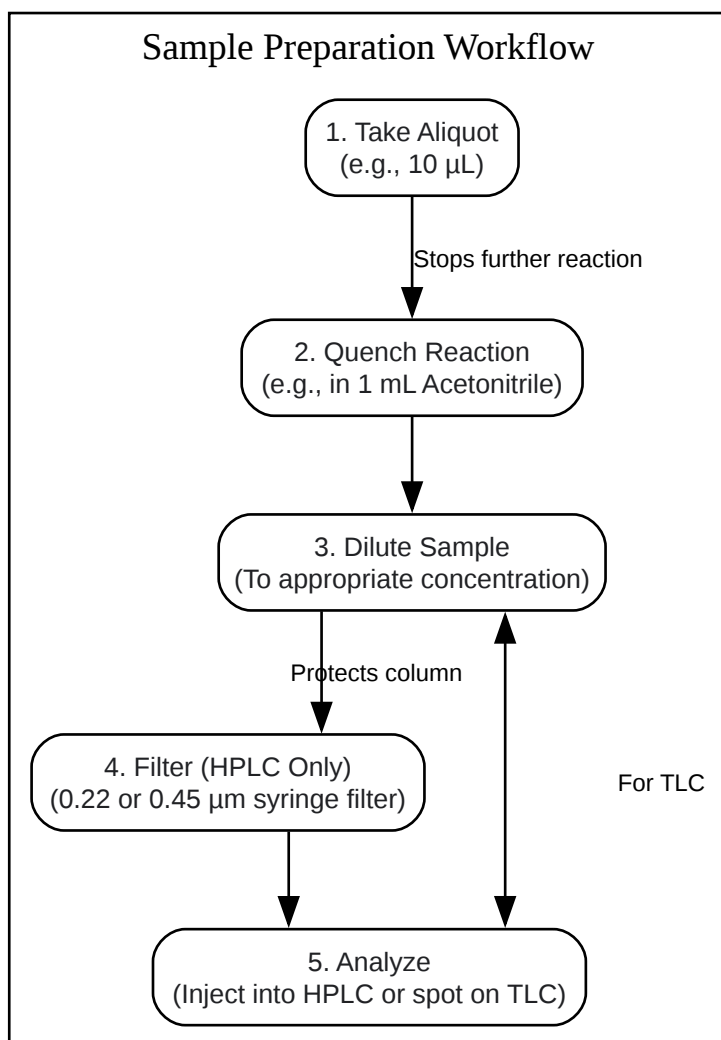 Sample Preparation Workflow
1. Take Aliquot
(e.g., 10 µL)
Stops further reaction
2. Quench Reaction
(e.g., in 1 mL Acetonitrile)
3. Dilute Sample
(To appropriate concentration)
Protects column
4. Filter (HPLC Only)
(0.22 or 0.45 µm syringe filter)
For TLC
5. Analyze
(Inject into HPLC or spot on TLC)